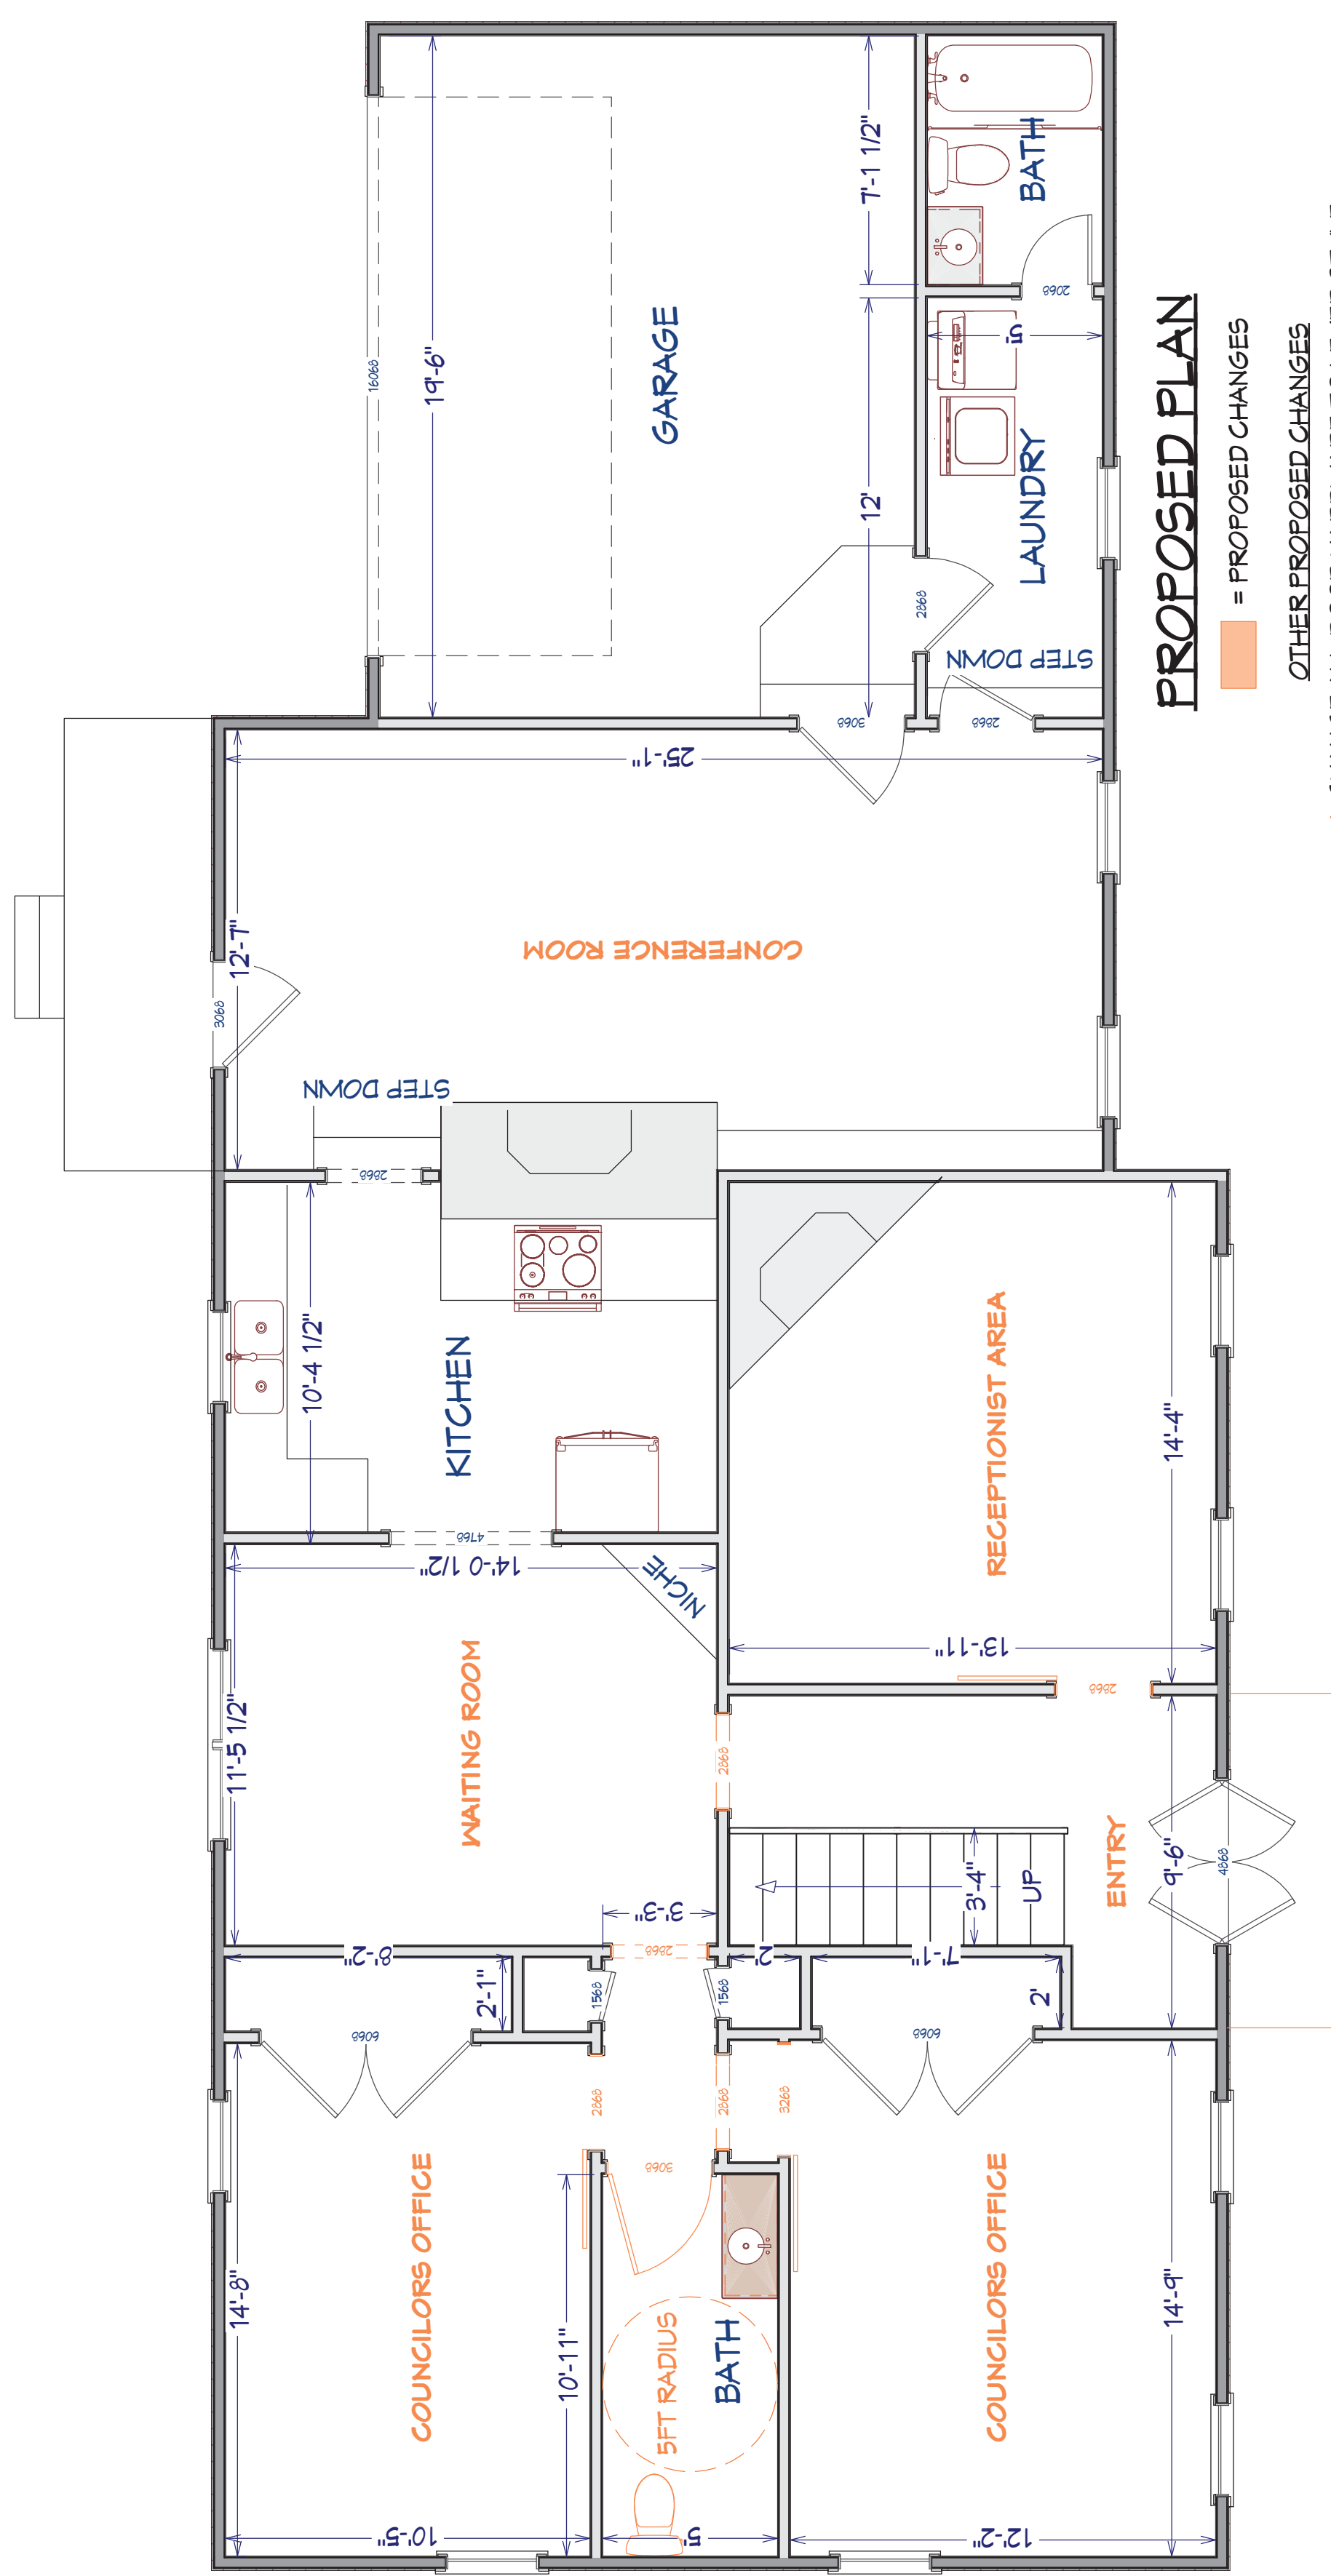 PROPOSED PLAN
= PROPOSED CHANGES
OTHER PROPOSED CHANGES
GARAGE
16068
19'-6"
7'-1 1/2"
12'
BATH
2068
5'
LAUNDRY
2868
STEP DOWN
3068
2868
25'-1"
CONFERENCE ROOM
12'-7"
3068
STEP DOWN
2868
KITCHEN
10'-4 1/2"
4768
14'-0 1/2"
NICHE
WAITING ROOM
11'-5 1/2"
RECEPTIONIST AREA
14'-4"
13'-11"
2868
2868
ENTRY
9'-6"
4868
3'-4"
UP
3'-3"
2868
8'-2"
2'-1"
1568
1568
2'
7'-1"
2'
6068
6068
2868
2868
3268
3068
COUNCILORS OFFICE
14'-8"
10'-11"
10'-5"
5FT RADIUS
BATH
5'
COUNCILORS OFFICE
14'-9"
12'-2"